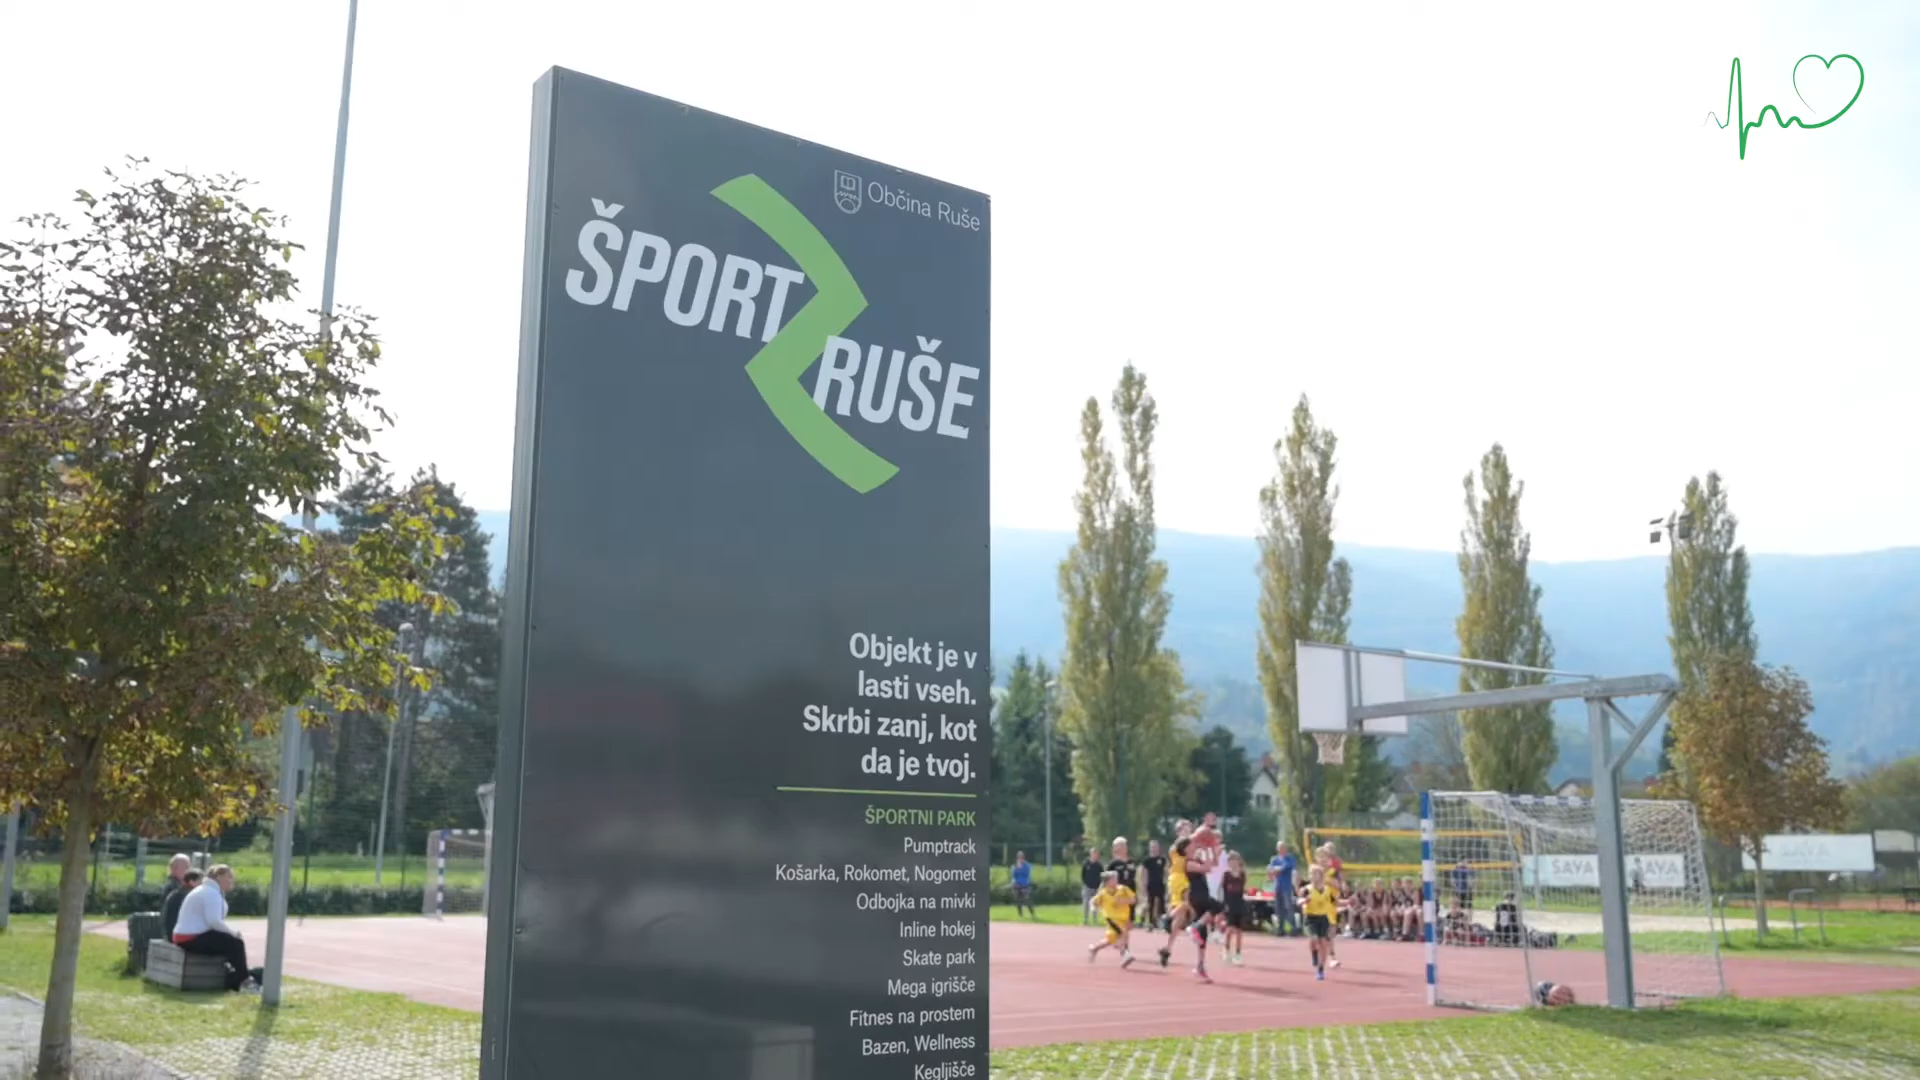 Občina Ruše
ŠPORT
RUŠE
Objekt je v
lasti vseh.
Skrbi zanj, kot
da je tvoj.
ŠPORTNI PARK
Pumptrack
Košarka, Rokomet, Nogomet
Odbojka na mivki
Inline hokej
Skate park
Mega igrišče
Fitnes na prostem
Bazen, Wellness
Kegljišče
SAVA
SAVA